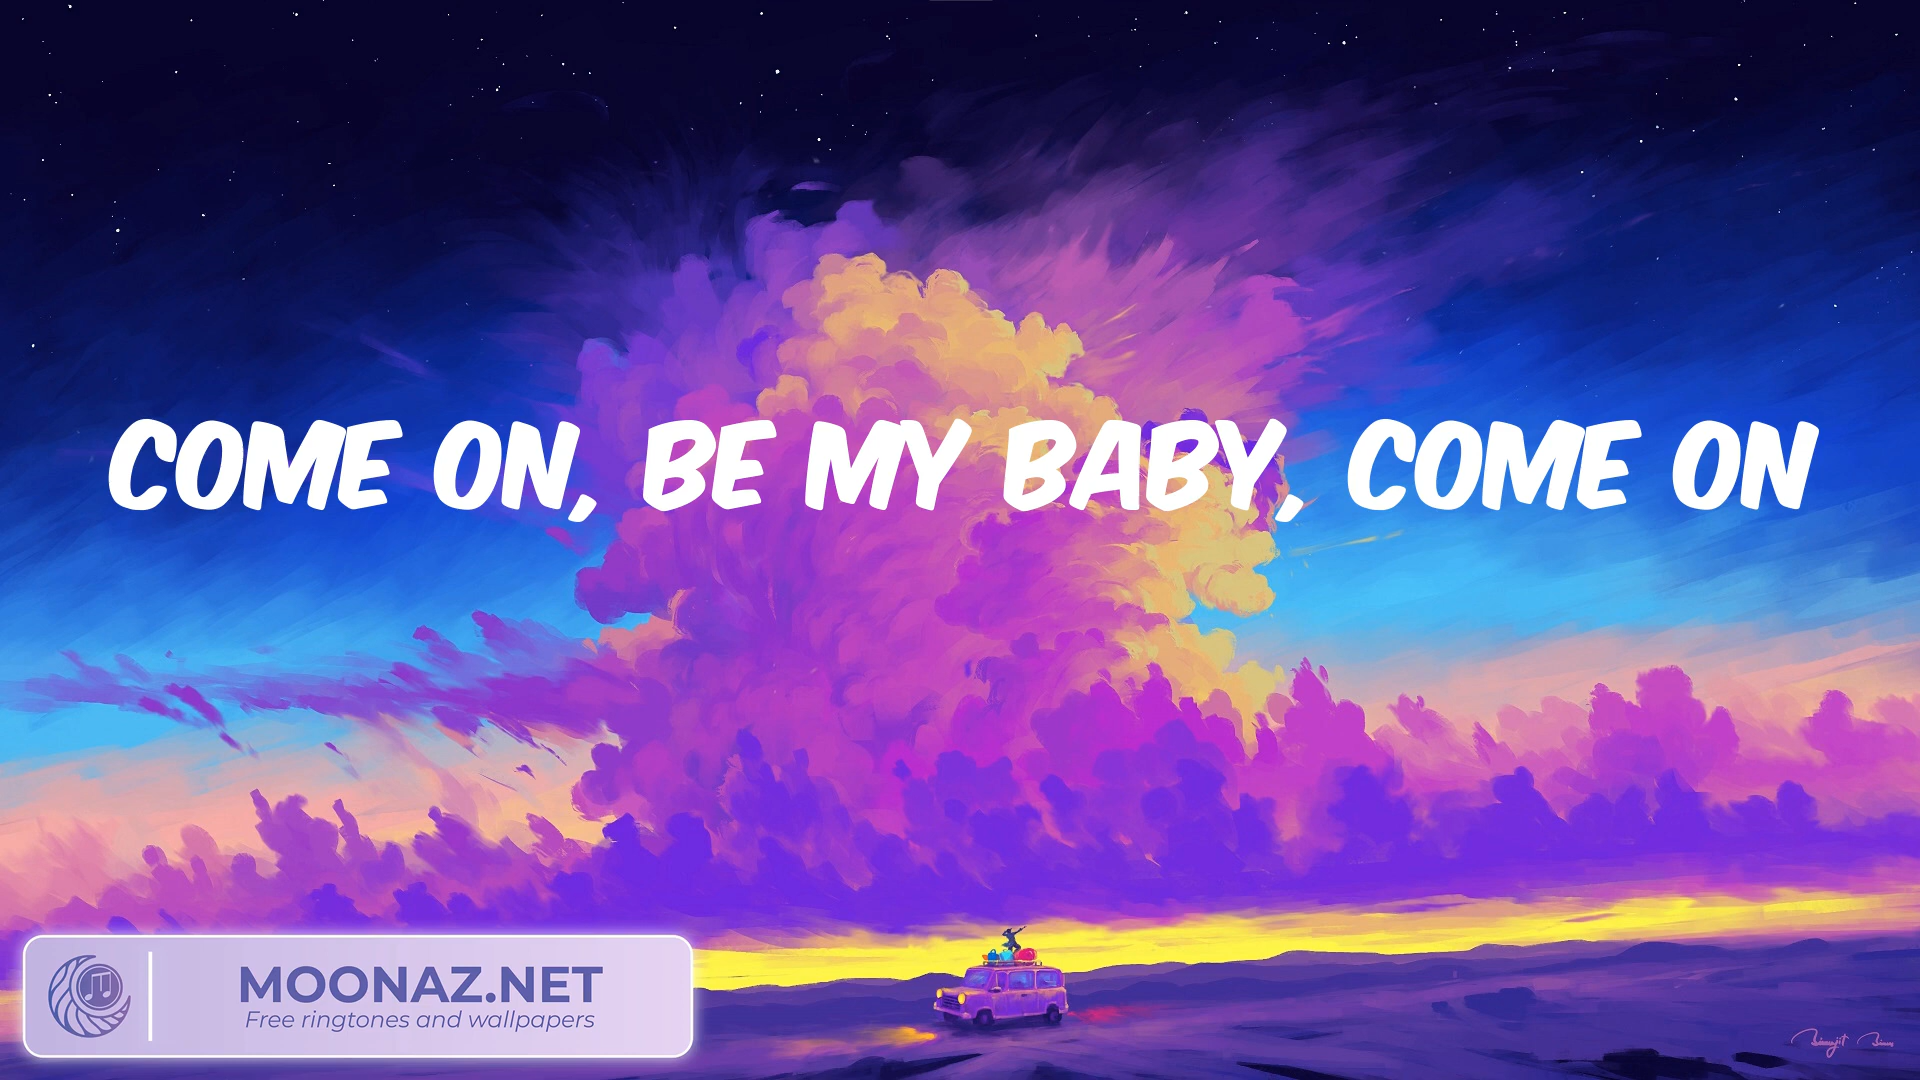 COME ON, BE MY BABY, COME ON
MOONAZ.NET
Free ringtones and wallpapers